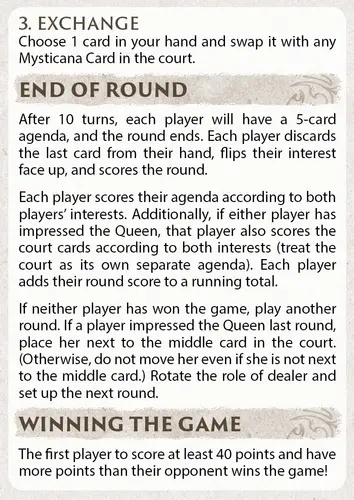 3. EXCHANGE
Choose 1 card in your hand and swap it with any
Mysticana Card in the court.
END OF ROUND
After 10 turns, each player will have a 5-card
agenda, and the round ends. Each player discards
the last card from their hand, flips their interest
face up, and scores the round.
Each player scores their agenda according to both
players’ interests. Additionally, if either player has
impressed the Queen, that player also scores the
court cards according to both interests (treat the
court as its own separate agenda). Each player
adds their round score to a running total.
If neither player has won the game, play another
round. If a player impressed the Queen last round,
place her next to the middle card in the court.
(Otherwise, do not move her even if she is not next
to the middle card.) Rotate the role of dealer and
set up the next round.
WINNING THE GAME
The first player to score at least 40 points and have
more points than their opponent wins the game!